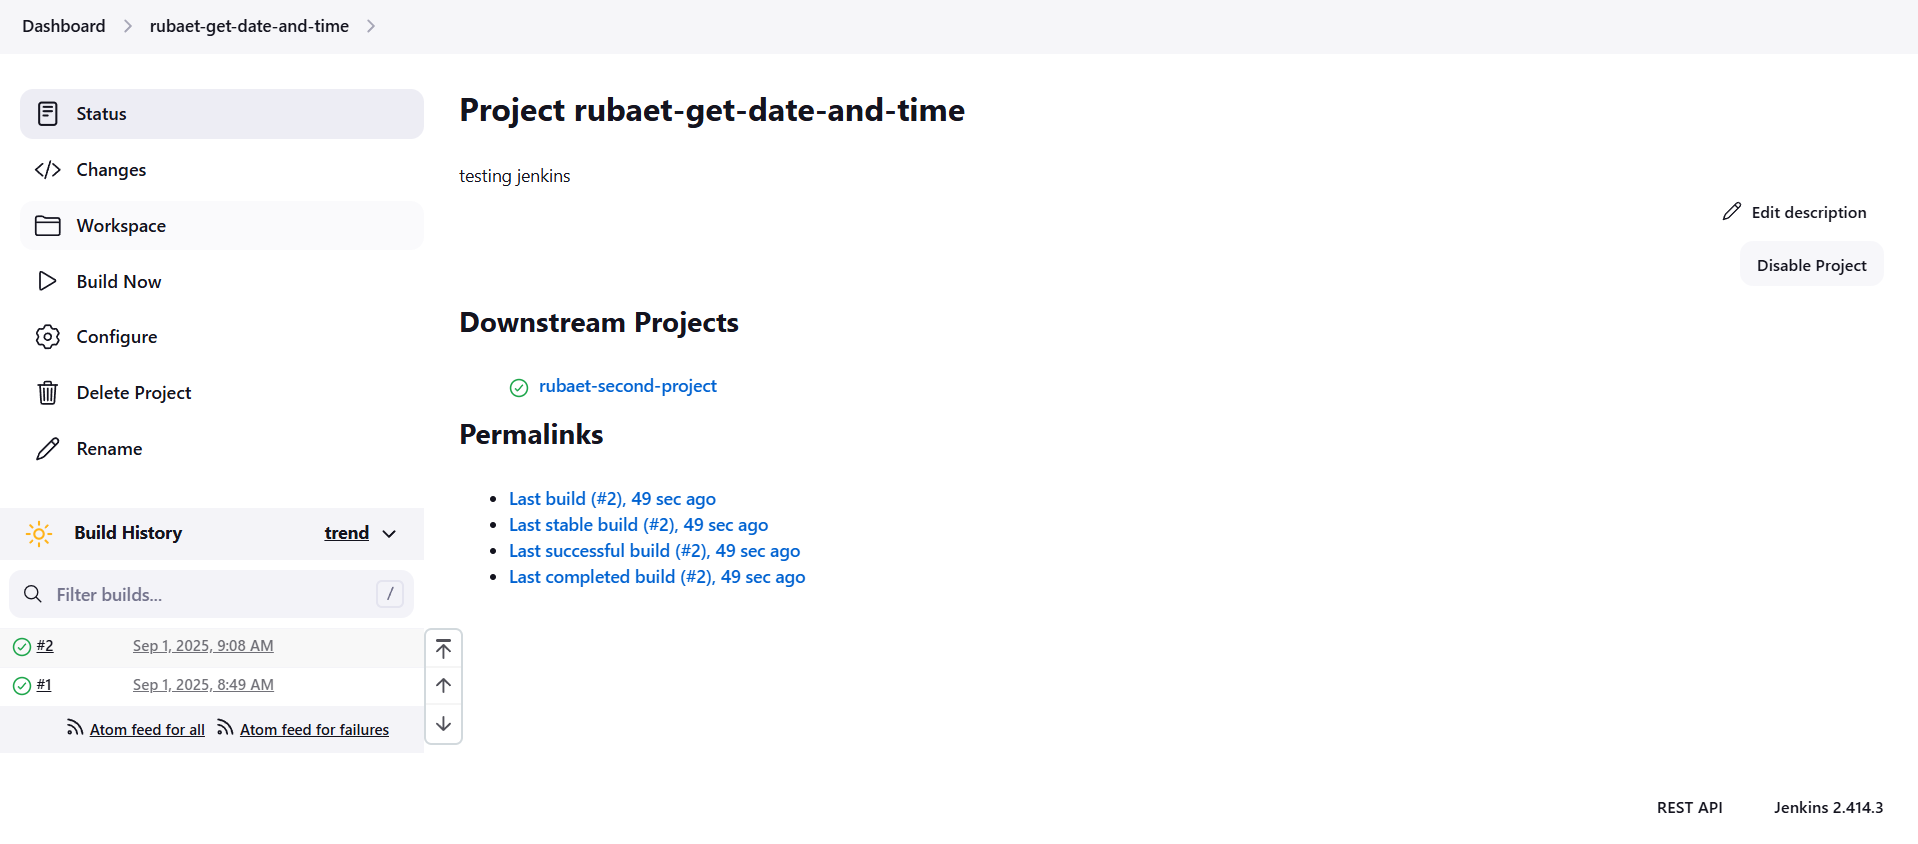 Dashboard
rubaet-get-date-and-time
Status
Changes
Workspace
Build Now
Configure
Delete Project
Rename
Build History
trend
Filter builds...
/
#2
Sep 1, 2025, 9:08 AM
#1
Sep 1, 2025, 8:49 AM
Atom feed for all
Atom feed for failures
Project rubaet-get-date-and-time
testing jenkins
Edit description
Disable Project
Downstream Projects
rubaet-second-project
Permalinks
Last build (#2), 49 sec ago
Last stable build (#2), 49 sec ago
Last successful build (#2), 49 sec ago
Last completed build (#2), 49 sec ago
REST API
Jenkins 2.414.3